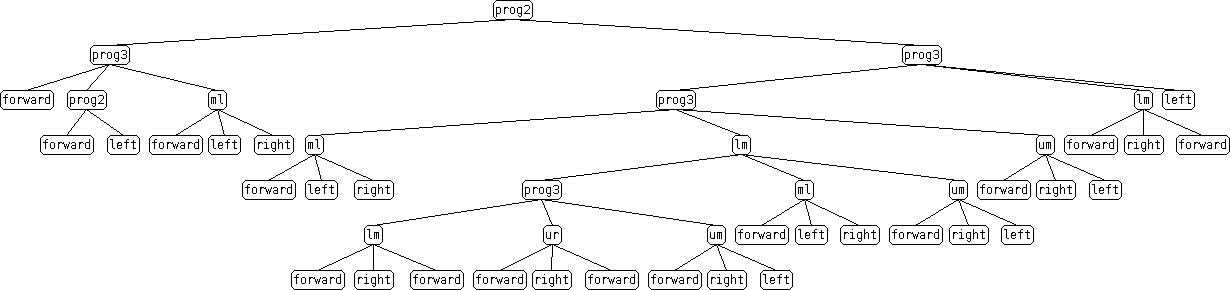 prog2
prog3 prog3
forward prog2 ml prog3 lm left
forward left forward left right ml lm um forward right forward
forward left right prog3 ml um forward right left
lm ur um forward left right forward right left
forward right forward forward right forward forward right left